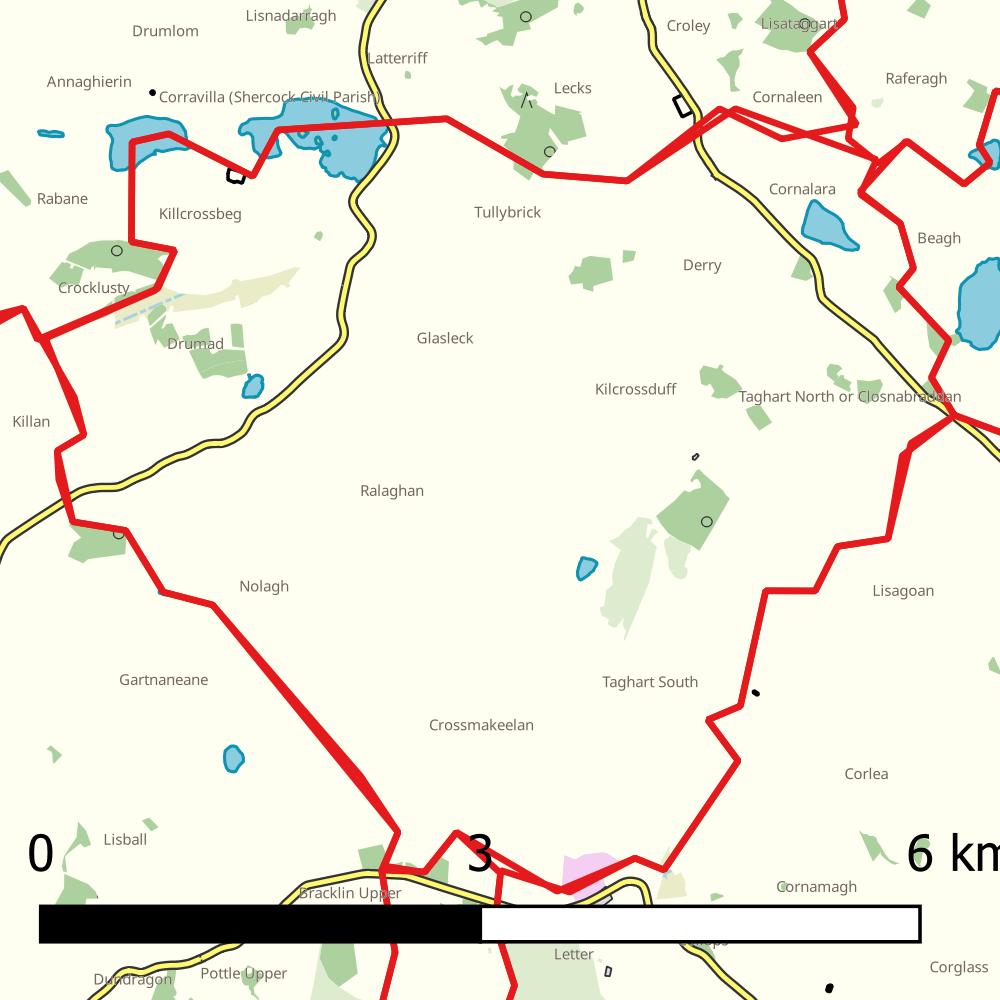 Lisnadarragh
Drumlom
Croley
Lisataggart
Latterriff
Annaghierin
Raferagh
Lecks
Corravilla (Shercock Civil Parish)
Cornaleen
Rabane
Cornalara
Killcrossbeg
Tullybrick
Beagh
Derry
Crocklusty
Glasleck
Drumad
Kilcrossduff
Taghart North or Closnabraddan
Killan
Ralaghan
Nolagh
Lisagoan
Gartnaneane
Taghart South
Crossmakeelan
Corlea
Lisball
0
3
6 km
Cornamagh
Bracklin Upper
Letter
Corglass
Pottle Upper
Dundragon